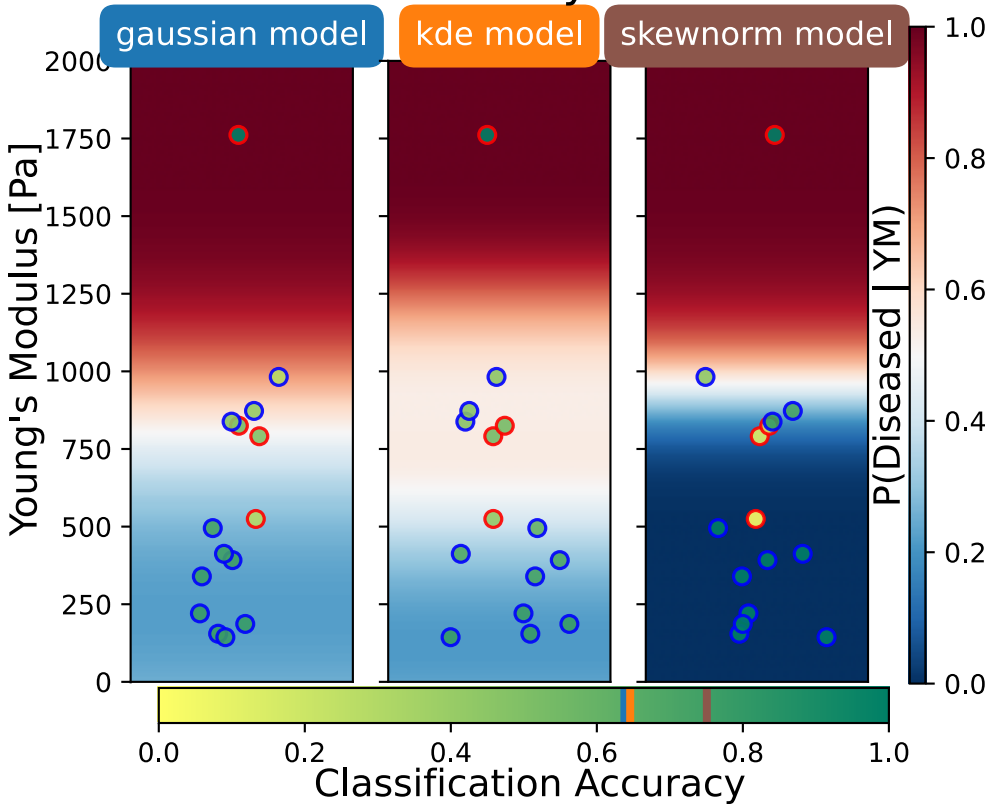 gaussian model
kde model
skewnorm model
Young's Modulus [Pa]
2000
1750
1500
1250
1000
750
500
250
0
P(Diseased | YM)
1.0
0.8
0.6
0.4
0.2
0.0
0.0 0.2 0.4 0.6 0.8 1.0
Classification Accuracy